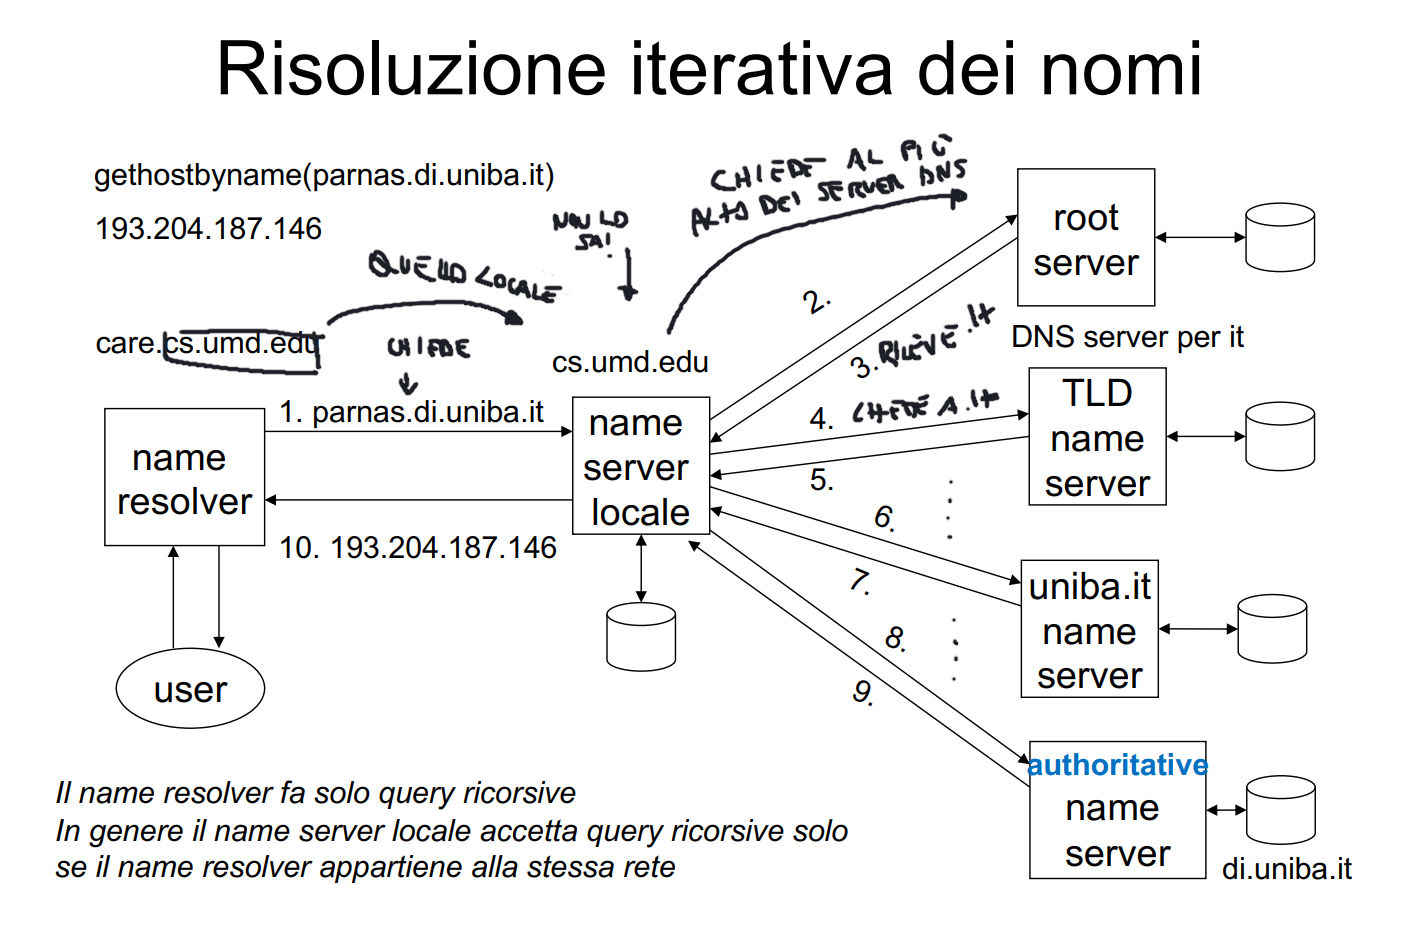 Risoluzione iterativa dei nomi
gethostbyname(parnas.di.uniba.it)
193.204.187.146
CHIEDE AL PIÙ
ALTO DEI SERVER DNS
NON LO
SA!
QUELLO LOCALE
root
server
care.cs.umd.edu
CHIEDE
cs.umd.edu
2.
3. RICEVE .it
DNS server per it
1. parnas.di.uniba.it
name
server
locale
4. CHIEDE A .it
TLD
name
server
name
resolver
5.
10. 193.204.187.146
6.
7.
uniba.it
name
server
8.
9.
user
authoritative
name
server
di.uniba.it
Il name resolver fa solo query ricorsive
In genere il name server locale accetta query ricorsive solo
se il name resolver appartiene alla stessa rete